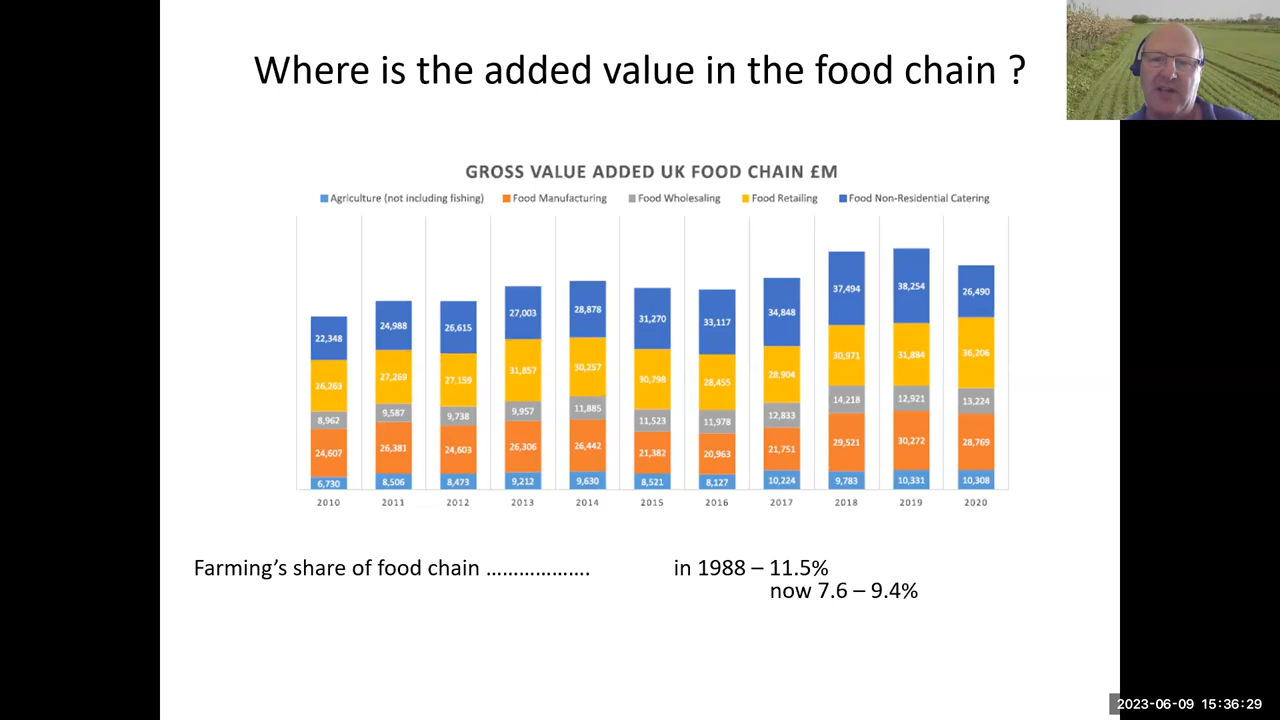 Where is the added value in the food chain ?
GROSS VALUE ADDED UK FOOD CHAIN £M
Agriculture (not including fishing) Food Manufacturing Food Wholesaling Food Retailing Food Non-Residential Catering
22,348 24,988 26,615 27,003 28,878 31,270 33,117 34,848 37,494 38,254 26,490
26,263 27,269 27,159 31,857 30,257 30,798 28,455 28,904 30,971 31,884 36,206
8,962 9,587 9,738 9,957 11,885 11,523 11,978 12,833 14,218 12,921 13,224
24,607 26,381 24,603 26,306 26,442 21,382 20,963 21,751 29,521 30,272 28,769
6,730 8,506 8,473 9,212 9,630 8,521 8,127 10,224 9,783 10,331 10,308
2010 2011 2012 2013 2014 2015 2016 2017 2018 2019 2020
Farming’s share of food chain ………………. in 1988 – 11.5%
now 7.6 – 9.4%
2023-06-09 15:36:29